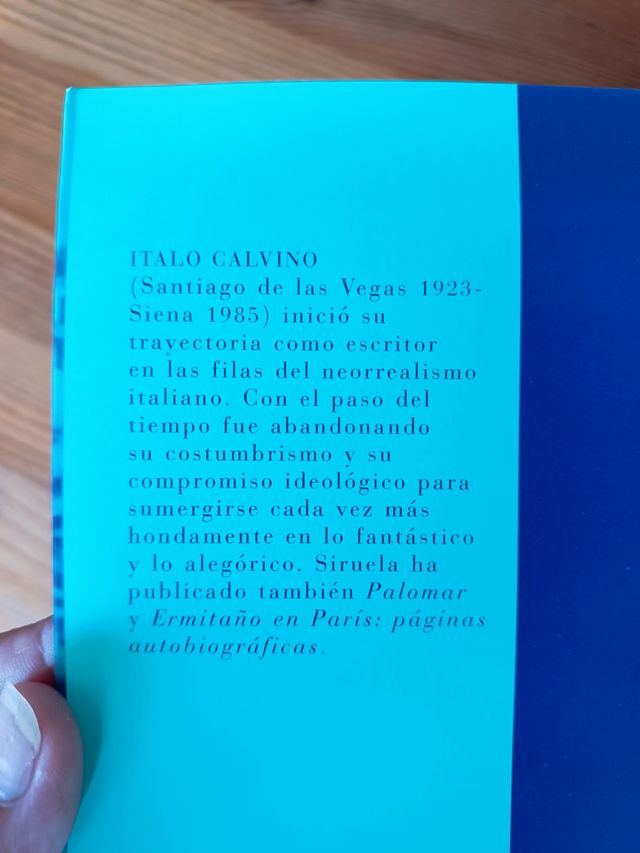 ITALO CALVINO
(Santiago de las Vegas 1923-
Siena 1985) inició su
trayectoria como escritor
en las filas del neorrealismo
italiano. Con el paso del
tiempo fue abandonando
su costumbrismo y su
compromiso ideológico para
sumergirse cada vez más
hondamente en lo fantástico
y lo alegórico. Siruela ha
publicado también Palomar
y Ermitaño en París: páginas
autobiográficas.